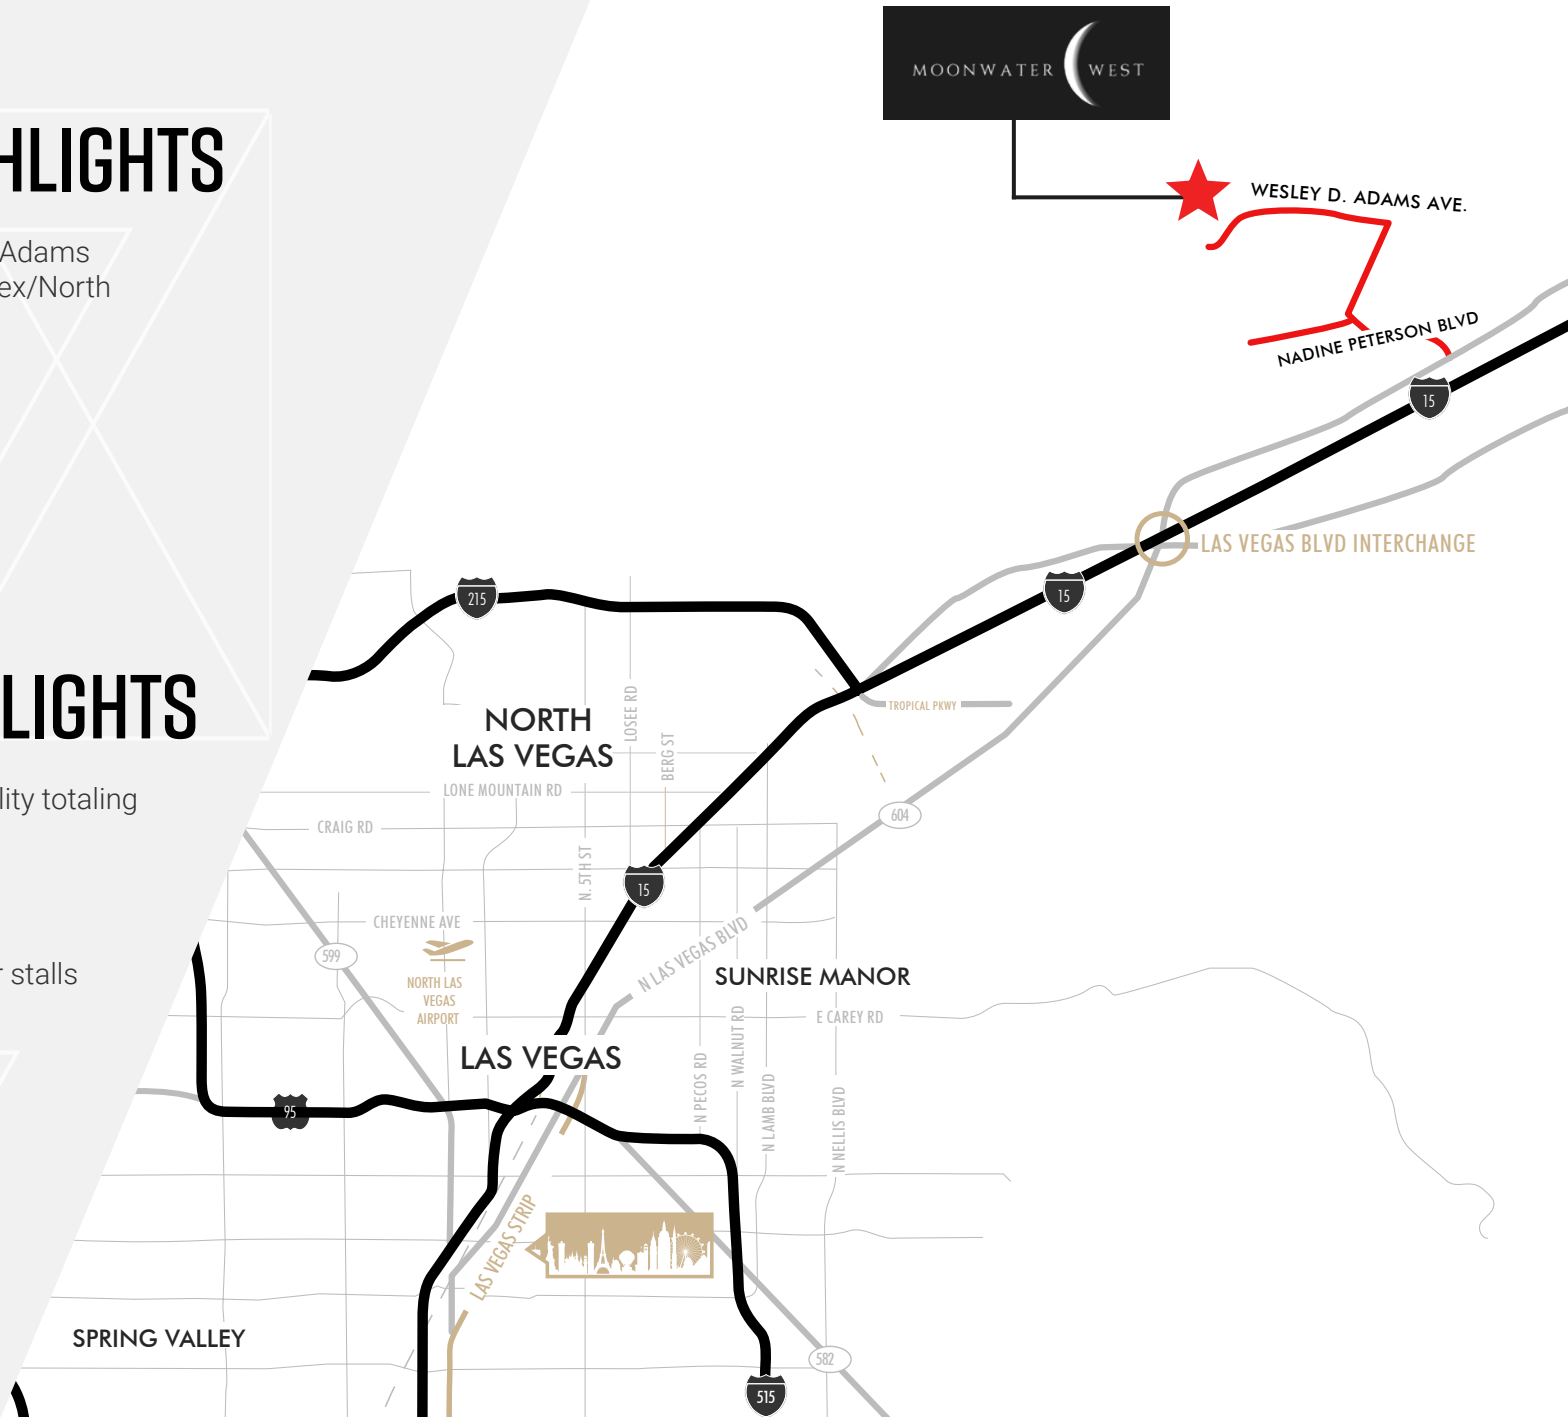 HLIGHTS
Adams
ex/North
LIGHTS
lity totaling
r stalls
MOONWATER WEST
WESLEY D. ADAMS AVE.
NADINE PETERSON BLVD
15
LAS VEGAS BLVD INTERCHANGE
15
215
TROPICAL PKWY
NORTH
LAS VEGAS
LOSEE RD
BERG ST
LONE MOUNTAIN RD
604
CRAIG RD
N. 5TH ST
15
CHEYENNE AVE
599
NORTH LAS
VEGAS
AIRPORT
N LAS VEGAS BLVD
SUNRISE MANOR
E CAREY RD
LAS VEGAS
N WALNUT RD
N PECOS RD
N LAMB BLVD
N NELLIS BLVD
95
LAS VEGAS STRIP
SPRING VALLEY
582
515